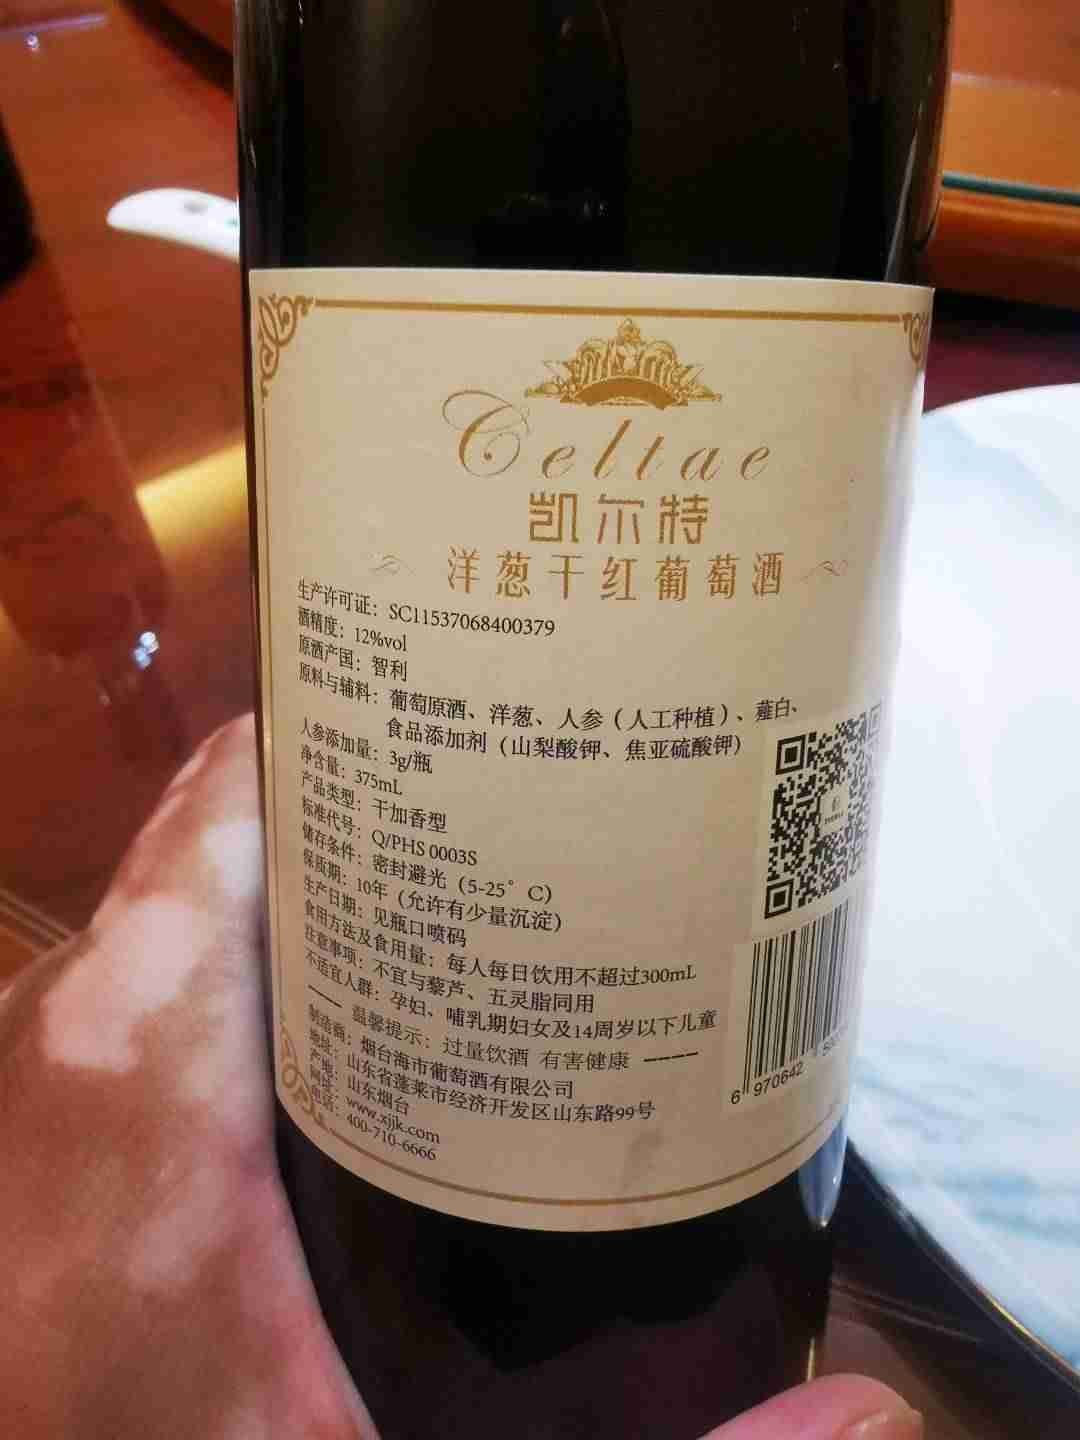 Celtae
凯尔特
洋葱干红葡萄酒
生产许可证：SC11537068400379
酒精度：12%vol
原酒产国：智利
原料与辅料：葡萄原酒、洋葱、人参（人工种植）、薤白、
食品添加剂（山梨酸钾、焦亚硫酸钾）
人参添加量：3g/瓶
净含量：375mL
产品类型：干加香型
标准代号：Q/PHS 0003S
储存条件：密封避光（5-25°C）
保质期：10年（允许有少量沉淀）
生产日期：见瓶口喷码
食用方法及食用量：每人每日饮用不超过300mL
注意事项：不宜与藜芦、五灵脂同用
不适宜人群：孕妇、哺乳期妇女及14周岁以下儿童
---- 温馨提示：过量饮酒 有害健康 ----
制造商：烟台海市葡萄酒有限公司
地址：山东省蓬莱市经济开发区山东路99号
产地：山东烟台
网址：www.xjjk.com
电话：400-710-6666
6 970642